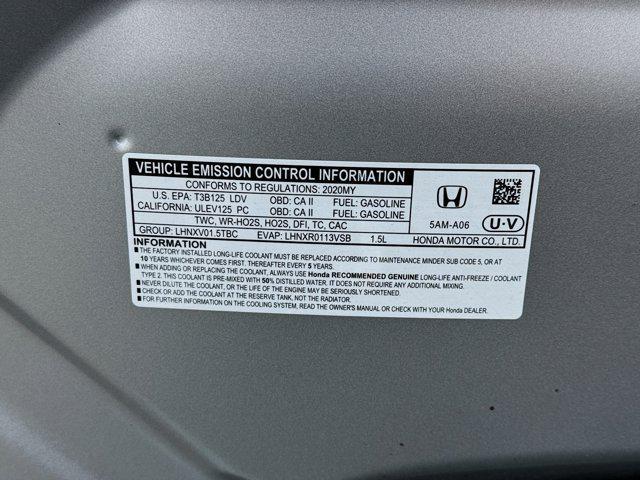 VEHICLE EMISSION CONTROL INFORMATION
CONFORMS TO REGULATIONS: 2020MY
U.S. EPA: T3B125 LDV OBD: CA II FUEL: GASOLINE
CALIFORNIA: ULEV125 PC OBD: CA II FUEL: GASOLINE
TWC, WR-HO2S, HO2S, DFI, TC, CAC
GROUP: LHNXV01.5TBC EVAP: LHNXR0113VSB 1.5L
5AM-A06 U·V
HONDA MOTOR CO., LTD.
INFORMATION
■ THE FACTORY INSTALLED LONG-LIFE COOLANT MUST BE REPLACED ACCORDING TO MAINTENANCE MINDER SUB CODE 5, OR AT
10 YEARS WHICHEVER COMES FIRST. THEREAFTER EVERY 5 YEARS.
■ WHEN ADDING OR REPLACING THE COOLANT, ALWAYS USE Honda RECOMMENDED GENUINE LONG-LIFE ANTI-FREEZE / COOLANT
TYPE 2. THIS COOLANT IS PRE-MIXED WITH 50% DISTILLED WATER. IT DOES NOT REQUIRE ANY ADDITIONAL MIXING.
■ NEVER DILUTE THE COOLANT, OR THE LIFE OF THE ENGINE MAY BE SERIOUSLY SHORTENED.
■ CHECK OR ADD THE COOLANT AT THE RESERVE TANK, NOT THE RADIATOR.
■ FOR FURTHER INFORMATION ON THE COOLING SYSTEM, READ THE OWNER'S MANUAL OR CHECK WITH YOUR Honda DEALER.